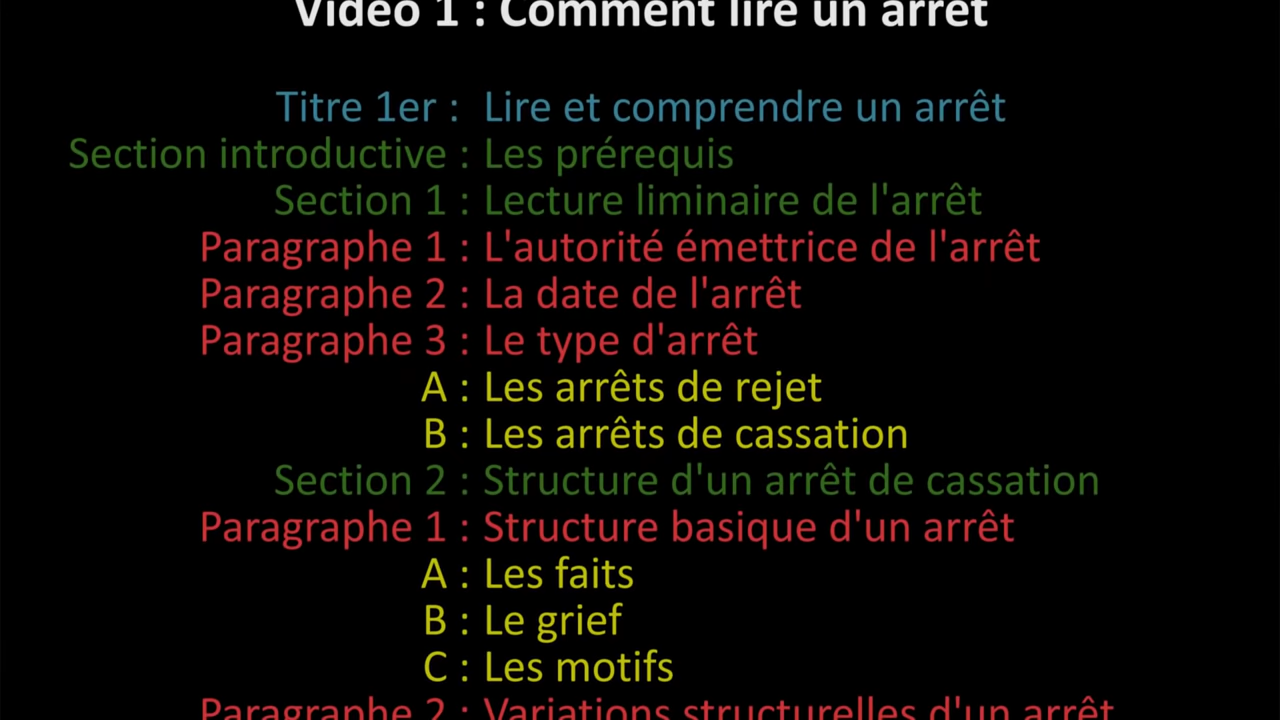 Vidéo 1 : Comment lire un arrêt
Titre 1er : Lire et comprendre un arrêt
Section introductive : Les prérequis
Section 1 : Lecture liminaire de l'arrêt
Paragraphe 1 : L'autorité émettrice de l'arrêt
Paragraphe 2 : La date de l'arrêt
Paragraphe 3 : Le type d'arrêt
A : Les arrêts de rejet
B : Les arrêts de cassation
Section 2 : Structure d'un arrêt de cassation
Paragraphe 1 : Structure basique d'un arrêt
A : Les faits
B : Le grief
C : Les motifs
Paragraphe 2 : Variations structurelles d'un arrêt